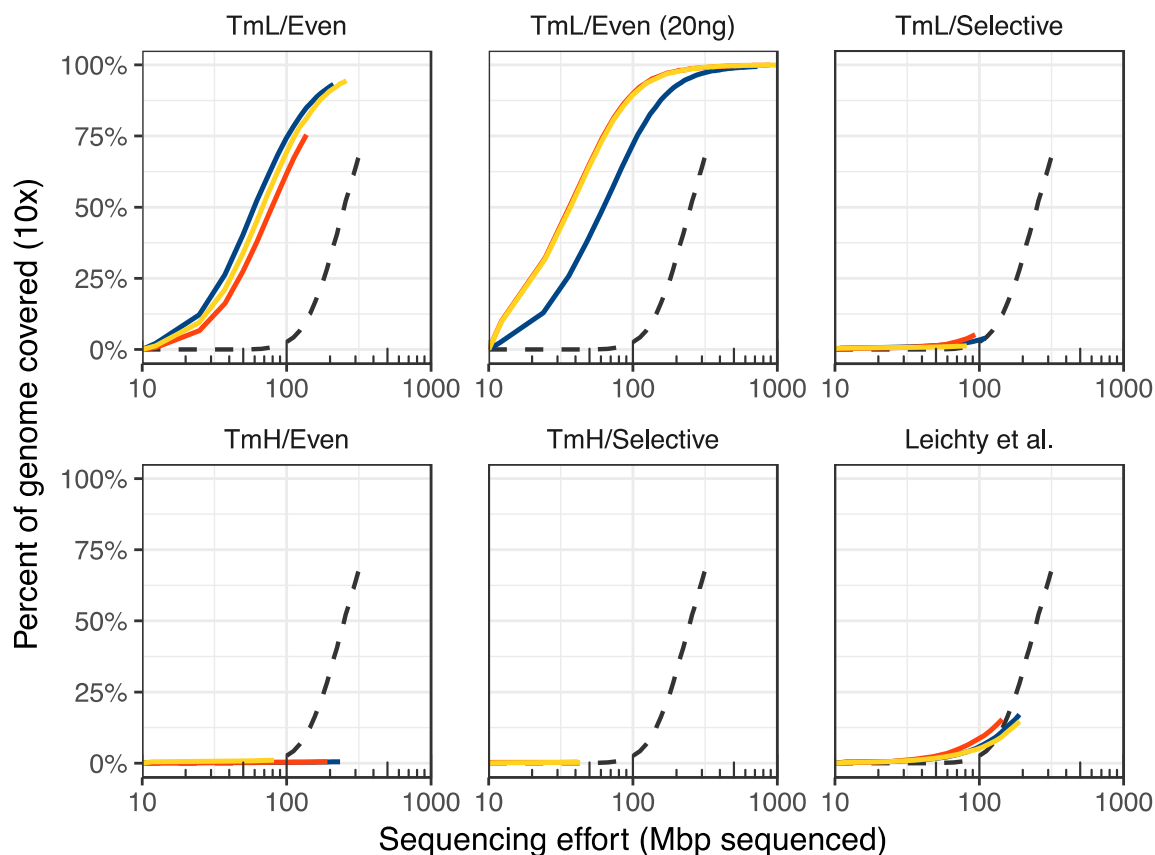 TmL/Even TmL/Even (20ng) TmL/Selective
100%
75%
50%
25%
0%
10 100 1000 10 100 1000 10 100 1000
TmH/Even TmH/Selective Leichty et al.
100%
75%
50%
25%
0%
10 100 1000 10 100 1000 10 100 1000
Percent of genome covered (10x)
Sequencing effort (Mbp sequenced)